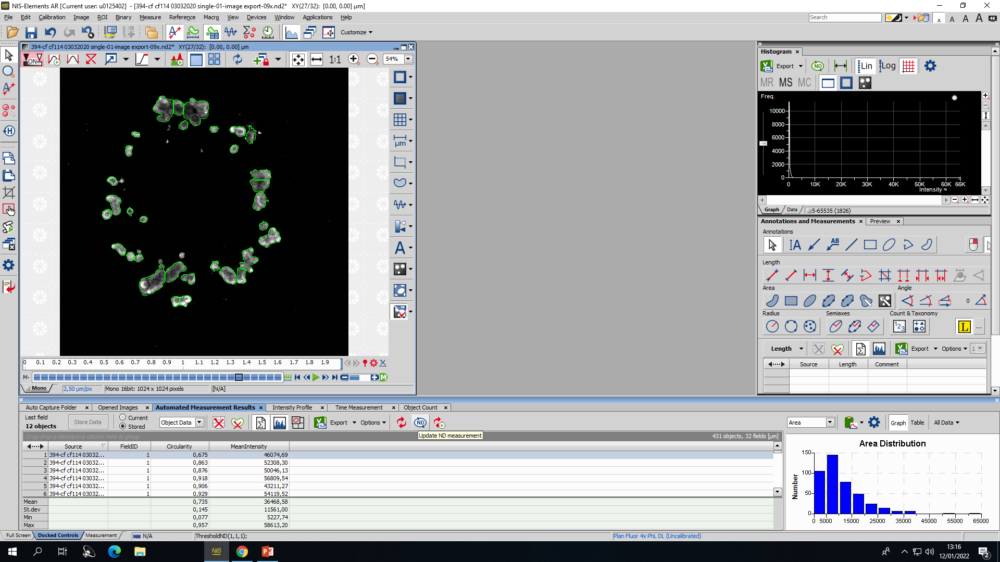 NIS-Elements AR [Current user: u0125402] - [394-cf cf114 03032020 single-01-image export-09x.nd2* XY(27/32): [0.00, 0.00] µm]
File Edit Calibration Image ROI Binary Measure Reference Macro View Devices Window Applications Help
Search
A A A A 4K
Customize
394-cf cf114 03032020 single-01-image export-09x.nd2* XY(27/32): [0.00, 0.00] µm
ON 1:1 54%
µm
A
0 0.1 0.2 0.3 0.4 0.5 0.6 0.7 0.8 0.9 1 1.1 1.2 1.3 1.4 1.5 1.6 1.7 1.8 1.9
M
Mono 2,50 µm/px Mono 16bit: 1024 x 1024 pixels [N/A]
Histogram
Export ND Lin Log
MR MS MC
Freq.
10000
8000
6000
4000
2000
0
0 10K 20K 30K 40K 50K 60K 66K
Intensity ≈
Graph Data 5-65535 (1826)
Annotations and Measurements Preview
Annotations
IA AB
Length
Area Angle
0
Radius Semiaxes Count & Taxonomy
123 L ...
Length Export Options 1
Source Length Comment
Auto Capture Folder Opened Images Automated Measurement Results Intensity Profile Time Measurement Object Count
Last field
12 objects
Store Data
Current
Stored
Object Data Export Options ND
Update ND measurement
Drag-drop a descriptive column here to group
431 objects, 32 fields [µm]
Source FieldID Circularity MeanIntensity
1 394-cf cf114 03032... 1 0,675 46074,69
2 394-cf cf114 03032... 1 0,863 52308,30
3 394-cf cf114 03032... 1 0,876 50046,13
4 394-cf cf114 03032... 1 0,918 56809,54
5 394-cf cf114 03032... 1 0,906 43211,27
6 394-cf cf114 03032... 1 0,929 54119,52
Mean 0,735 36468,58
St.dev 0,145 11561,00
Min 0,077 5227,74
Max 0,957 58613,20
Area Graph Table All Data
Area Distribution
Number
150
100
50
0
0 5000 15000 25000 35000 45000 55000 65000
Full Screen Docked Controls Measurement N/A ThresholdND(1,1,1); Plan Fluor 4x PhL DL (Uncalibrated)
NIS
13:16
12/01/2022
2